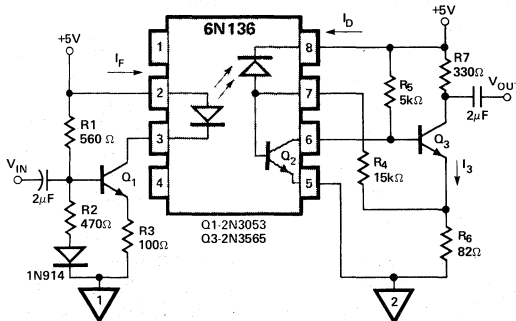 6N136
+5V
I_F
I_D
+5V
1
8
R7
330Ω
V_OUT
2
7
R5
5kΩ
2μF
R1
560 Ω
3
6
Q1
Q2
Q3
V_IN
2μF
4
5
R4
15kΩ
I3
R2
470Ω
R3
100Ω
Q1-2N3053
Q3-2N3565
R6
82Ω
1N914
1
2